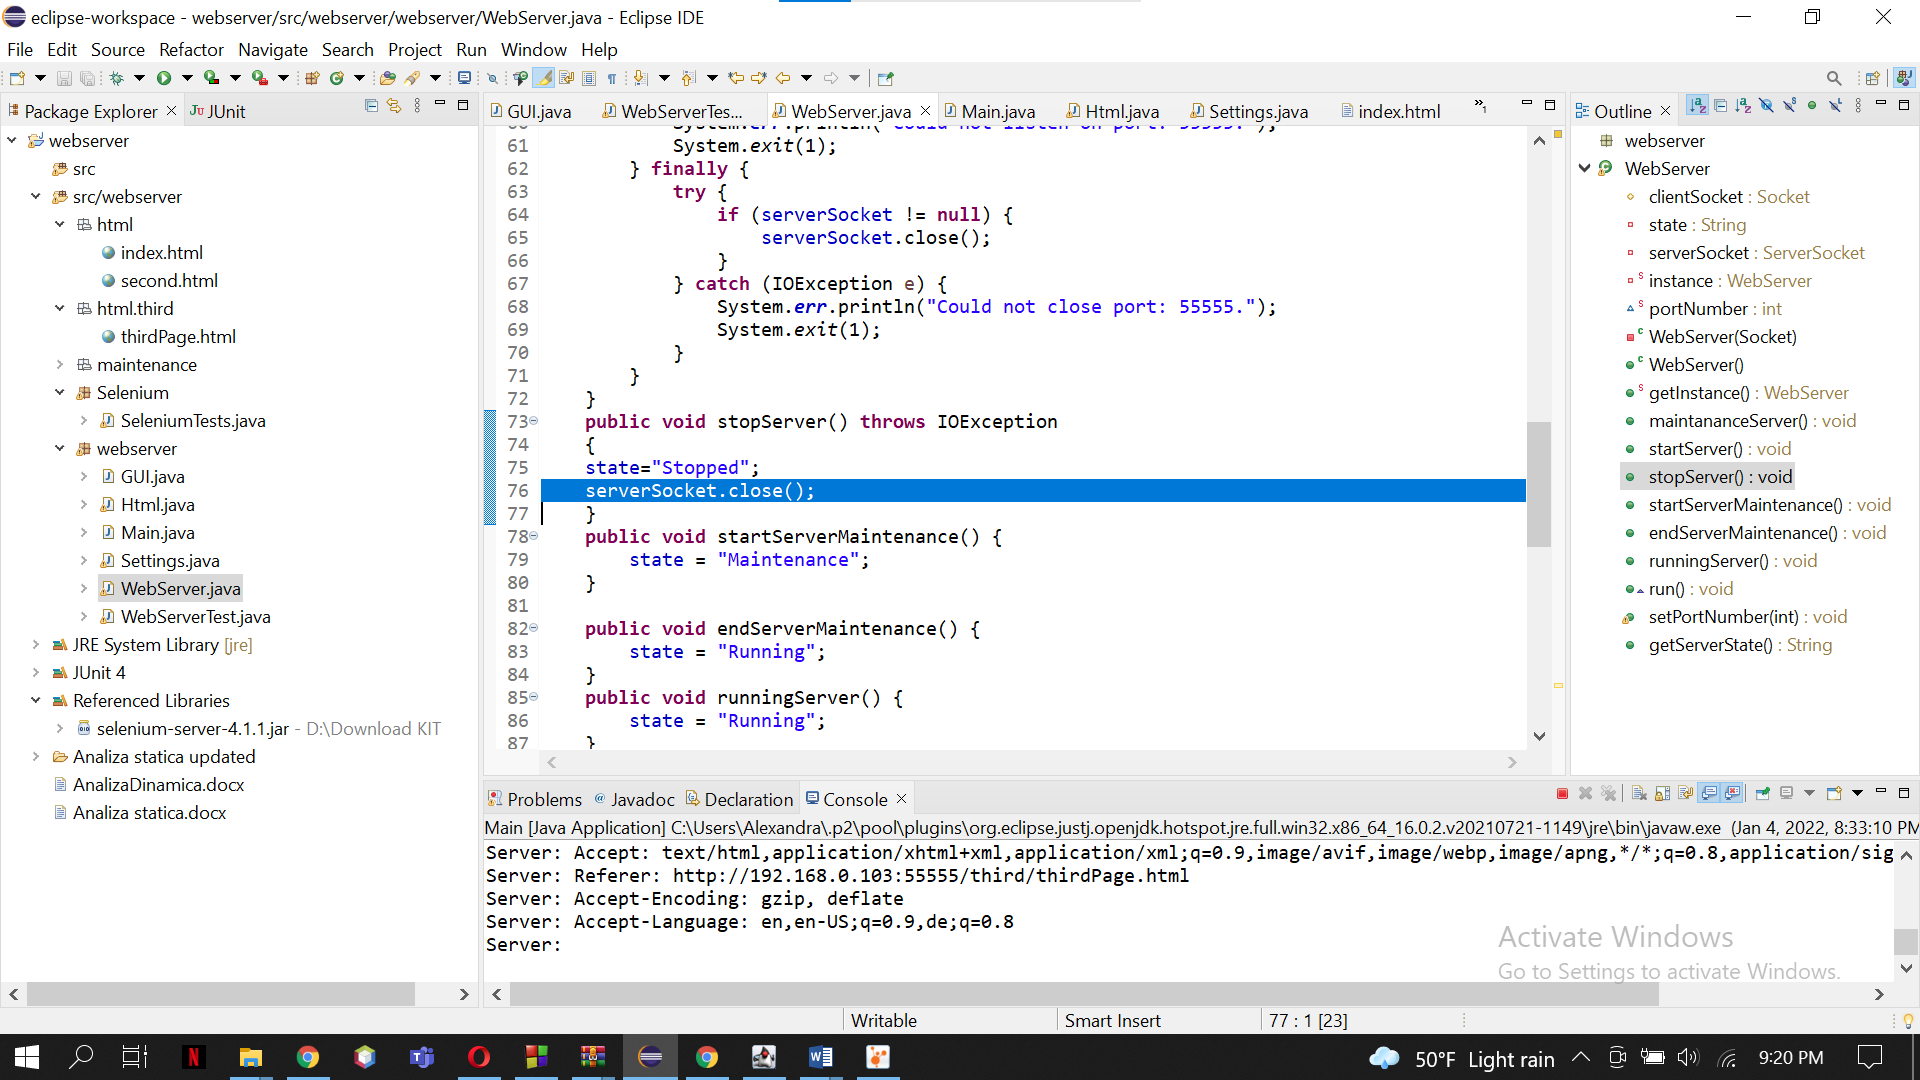 eclipse-workspace - webserver/src/webserver/webserver/WebServer.java - Eclipse IDE
File Edit Source Refactor Navigate Search Project Run Window Help
Package Explorer
JUnit
webserver
src
src/webserver
html
index.html
second.html
html.third
thirdPage.html
maintenance
Selenium
SeleniumTests.java
webserver
GUI.java
Html.java
Main.java
Settings.java
WebServer.java
WebServerTest.java
JRE System Library [jre]
JUnit 4
Referenced Libraries
selenium-server-4.1.1.jar - D:\Download KIT
Analiza statica updated
AnalizaDinamica.docx
Analiza statica.docx
GUI.java WebServerTes... WebServer.java Main.java Html.java Settings.java index.html
60 System.err.println("Could not listen on port: 55555.");
61 System.exit(1);
62 } finally {
63 try {
64 if (serverSocket != null) {
65 serverSocket.close();
66 }
67 } catch (IOException e) {
68 System.err.println("Could not close port: 55555.");
69 System.exit(1);
70 }
71 }
72 }
73 public void stopServer() throws IOException
74 {
75 state="Stopped";
76 serverSocket.close();
77 }
78 public void startServerMaintenance() {
79 state = "Maintenance";
80 }
81
82 public void endServerMaintenance() {
83 state = "Running";
84 }
85 public void runningServer() {
86 state = "Running";
87 }
Outline
webserver
WebServer
clientSocket : Socket
state : String
serverSocket : ServerSocket
instance : WebServer
portNumber : int
WebServer(Socket)
WebServer()
getInstance() : WebServer
maintananceServer() : void
startServer() : void
stopServer() : void
startServerMaintenance() : void
endServerMaintenance() : void
runningServer() : void
run() : void
setPortNumber(int) : void
getServerState() : String
Problems Javadoc Declaration Console
Main [Java Application] C:\Users\Alexandra\.p2\pool\plugins\org.eclipse.justj.openjdk.hotspot.jre.full.win32.x86_64_16.0.2.v20210721-1149\jre\bin\javaw.exe (Jan 4, 2022, 8:33:10 PM
Server: Accept: text/html,application/xhtml+xml,application/xml;q=0.9,image/avif,image/webp,image/apng,*/*;q=0.8,application/sig
Server: Referer: http://192.168.0.103:55555/third/thirdPage.html
Server: Accept-Encoding: gzip, deflate
Server: Accept-Language: en,en-US;q=0.9,de;q=0.8
Server:
Activate Windows
Go to Settings to activate Windows.
Writable
Smart Insert
77 : 1 [23]
50°F Light rain
9:20 PM